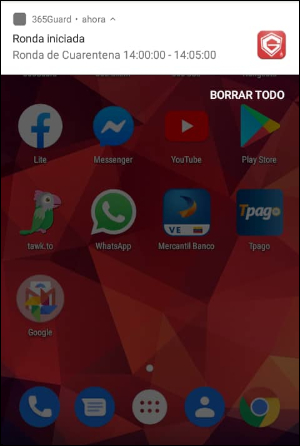 365Guard • ahora
Ronda iniciada
Ronda de Cuarentena 14:00:00 - 14:05:00
BORRAR TODO
Lite
Messenger
YouTube
Play Store
tawk.to
WhatsApp
VE
Mercantil Banco
Tpago
Tpago
Google